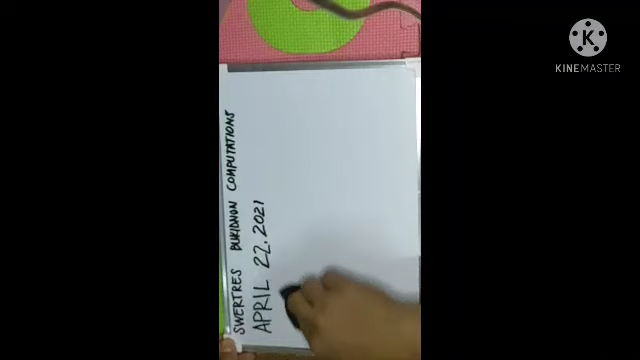 SWERTRES BUKIDNON COMPUTATIONS
APRIL 22, 2021
KINEMASTER